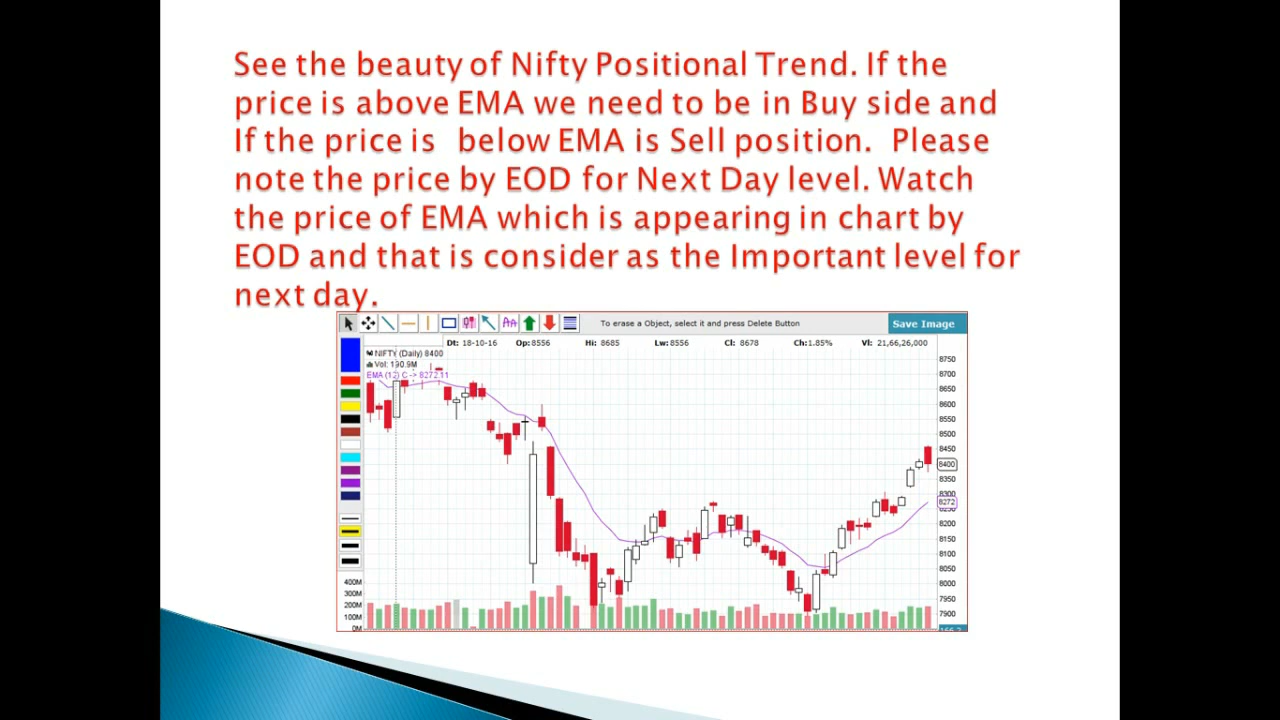 See the beauty of Nifty Positional Trend. If the
price is above EMA we need to be in Buy side and
If the price is below EMA is Sell position. Please
note the price by EOD for Next Day level. Watch
the price of EMA which is appearing in chart by
EOD and that is consider as the Important level for
next day.
To erase a Object, select it and press Delete Button
Save Image
Dt: 18-10-16 Op:8556 Hi: 8685 Lw:8556 Cl: 8678 Ch:1.85% Vl: 21,66,26,000
NIFTY (Daily) 8400
Vol: 190.9M
EMA (12) C -> 8272.11
8750
8700
8650
8600
8550
8500
8450
8400
8350
8300
8272
8200
8150
8100
8050
8000
7950
7900
400M
300M
200M
100M
0M